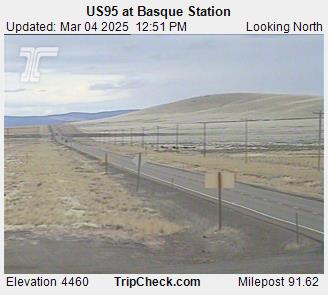 US95 at Basque Station
Updated: Mar 04 2025 12:51 PM Looking North
Elevation 4460 TripCheck.com Milepost 91.62